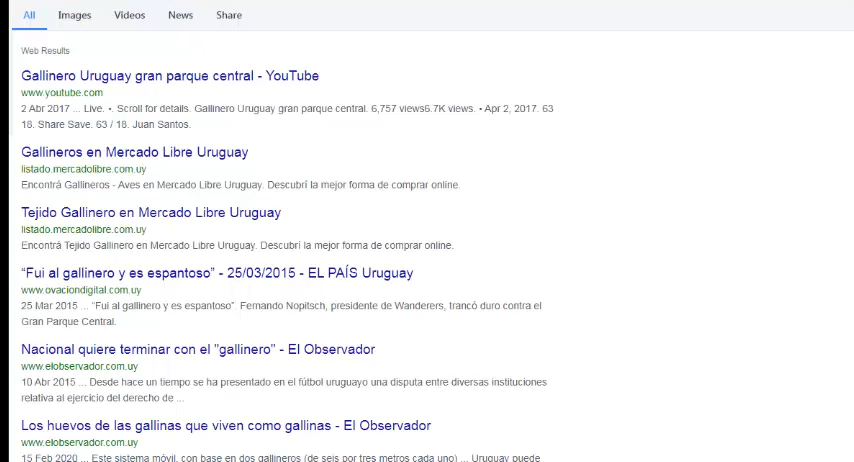 All Images Videos News Share
Web Results
Gallinero Uruguay gran parque central - YouTube
www.youtube.com
2 Abr 2017 ... Live. •. Scroll for details. Gallinero Uruguay gran parque central. 6,757 views6.7K views. • Apr 2, 2017. 63
18. Share Save. 63 / 18. Juan Santos.
Gallineros en Mercado Libre Uruguay
listado.mercadolibre.com.uy
Encontrá Gallineros - Aves en Mercado Libre Uruguay. Descubrí la mejor forma de comprar online.
Tejido Gallinero en Mercado Libre Uruguay
listado.mercadolibre.com.uy
Encontrá Tejido Gallinero en Mercado Libre Uruguay. Descubrí la mejor forma de comprar online.
“Fui al gallinero y es espantoso” - 25/03/2015 - EL PAÍS Uruguay
www.ovaciondigital.com.uy
25 Mar 2015 ... “Fui al gallinero y es espantoso”. Fernando Nopitsch, presidente de Wanderers, trancó duro contra el
Gran Parque Central.
Nacional quiere terminar con el "gallinero" - El Observador
www.elobservador.com.uy
10 Abr 2015 ... Desde hace un tiempo se ha presentado en el fútbol uruguayo una disputa entre diversas instituciones
relativa al ejercicio del derecho de ...
Los huevos de las gallinas que viven como gallinas - El Observador
www.elobservador.com.uy
15 Feb 2020 ... Este sistema móvil, con base en dos gallineros (de seis por tres metros cada uno) ... Uruguay puede